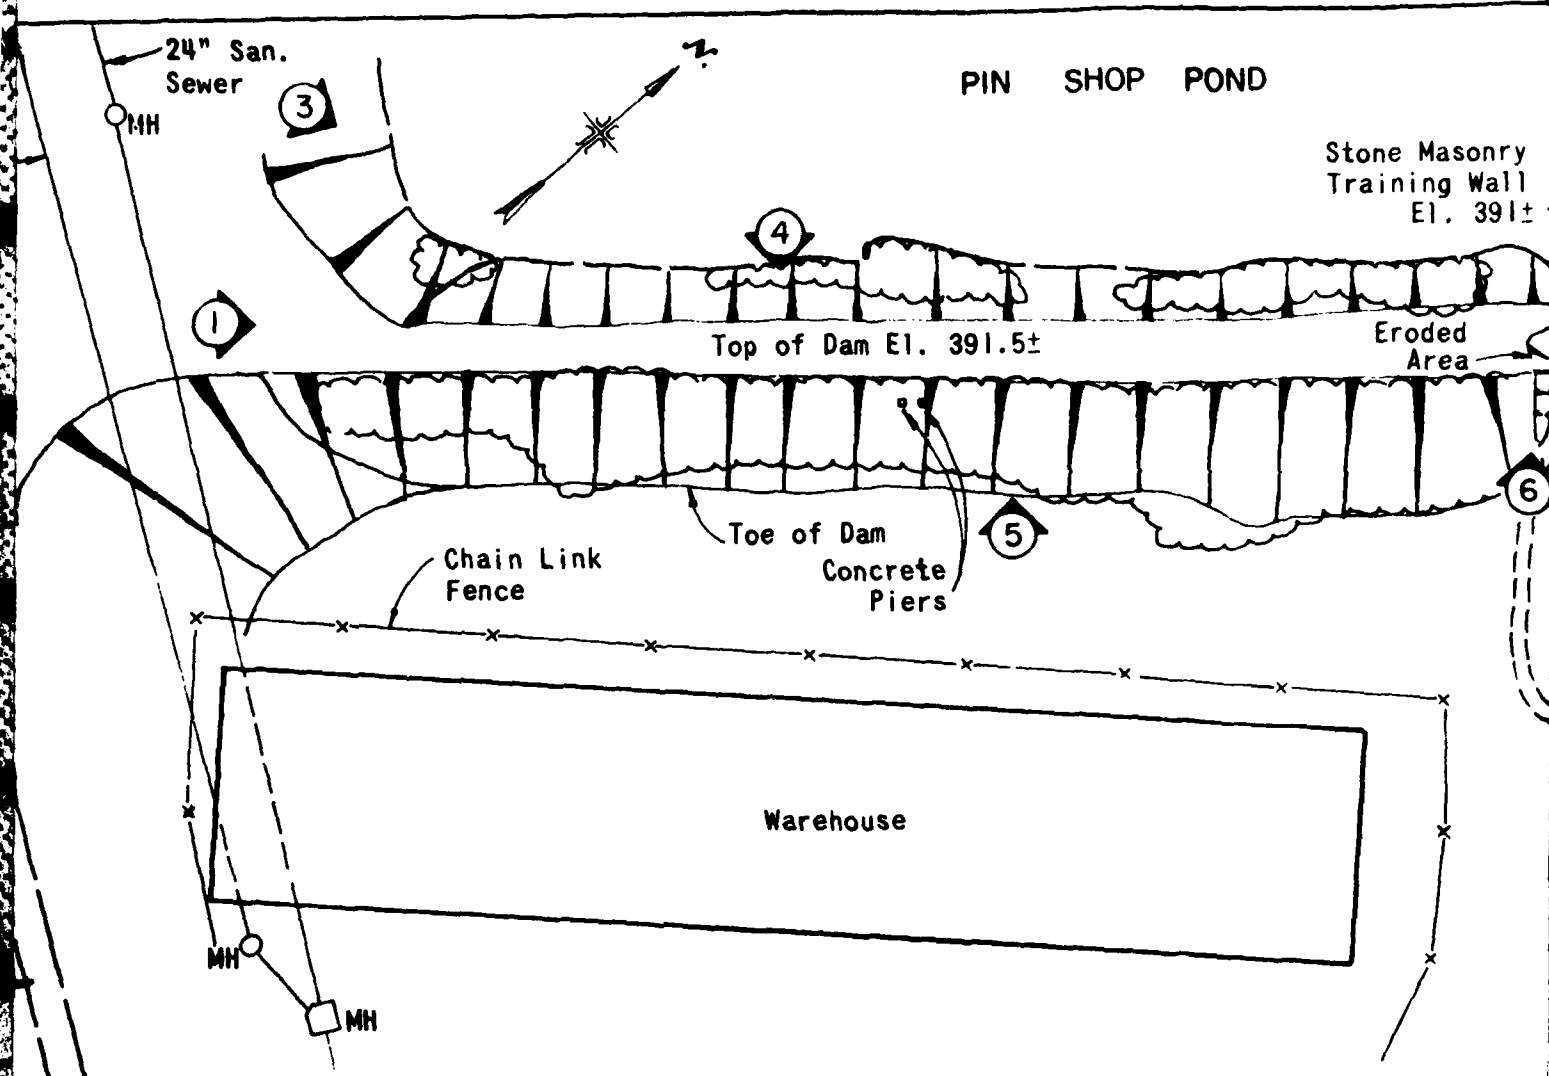 24" San.
Sewer
MH
3
N
PIN SHOP POND
Stone Masonry
Training Wall
El. 391±
4
1
Top of Dam El. 391.5±
Eroded
Area
6
5
Toe of Dam
Concrete
Piers
Chain Link
Fence
Warehouse
MH
MH